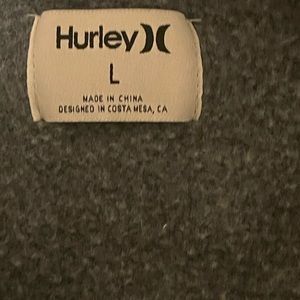 Hurley
L
MADE IN CHINA
DESIGNED IN COSTA MESA, CA